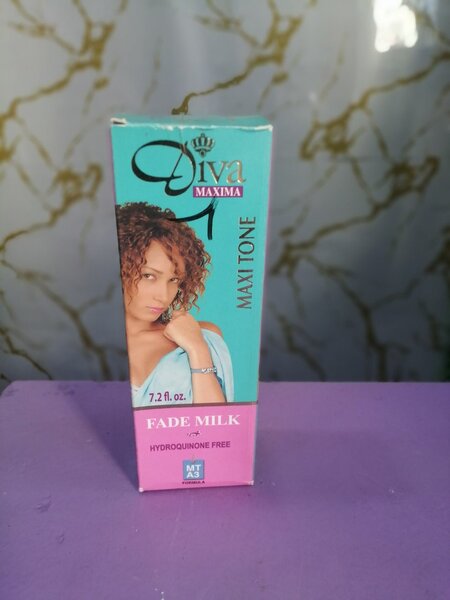 Diva
MAXIMA
MAXI TONE
7.2 fl. oz.
FADE MILK
HYDROQUINONE FREE
MT
A3
FORMULA